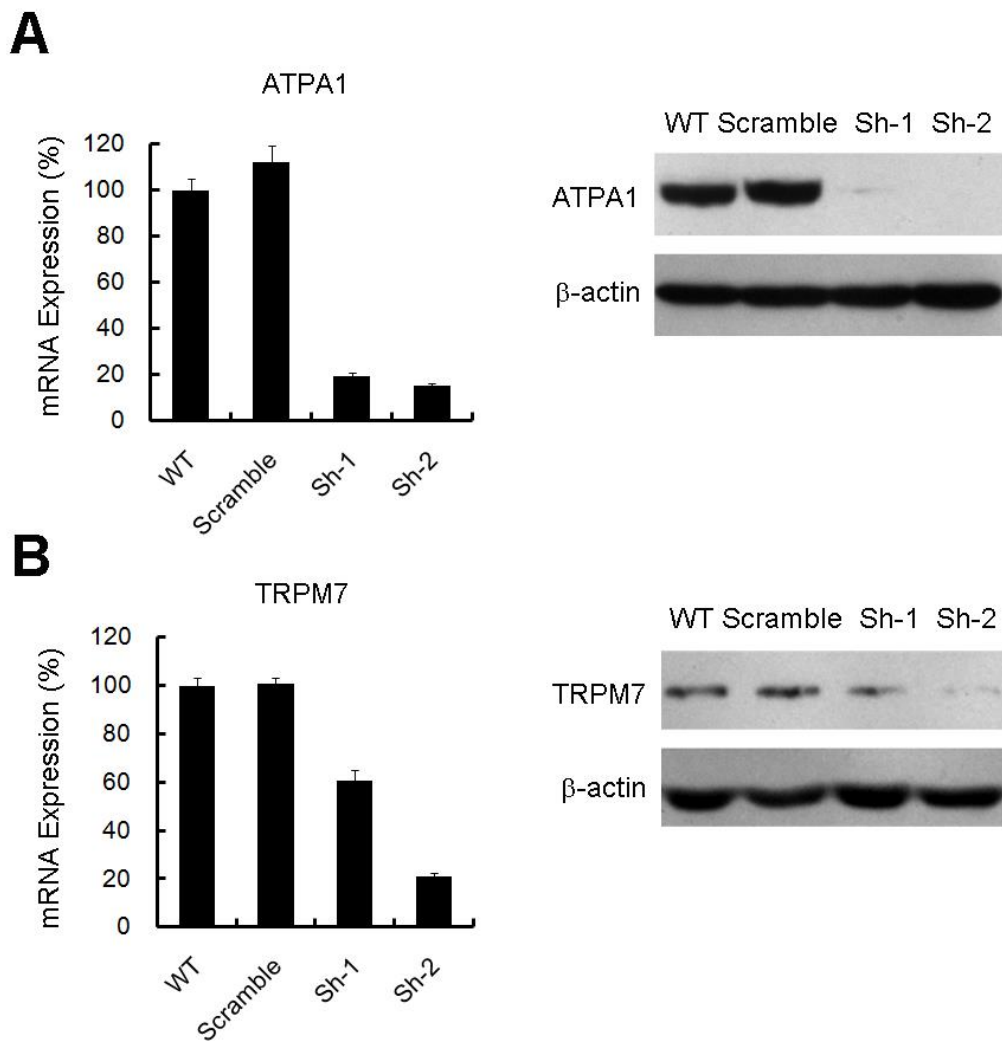 A
ATPA1
mRNA Expression (%)
120
100
80
60
40
20
0
WT
Scramble
Sh-1
Sh-2
WT Scramble Sh-1 Sh-2
ATPA1
β-actin
B
TRPM7
mRNA Expression (%)
120
100
80
60
40
20
0
WT
Scramble
Sh-1
Sh-2
WT Scramble Sh-1 Sh-2
TRPM7
β-actin